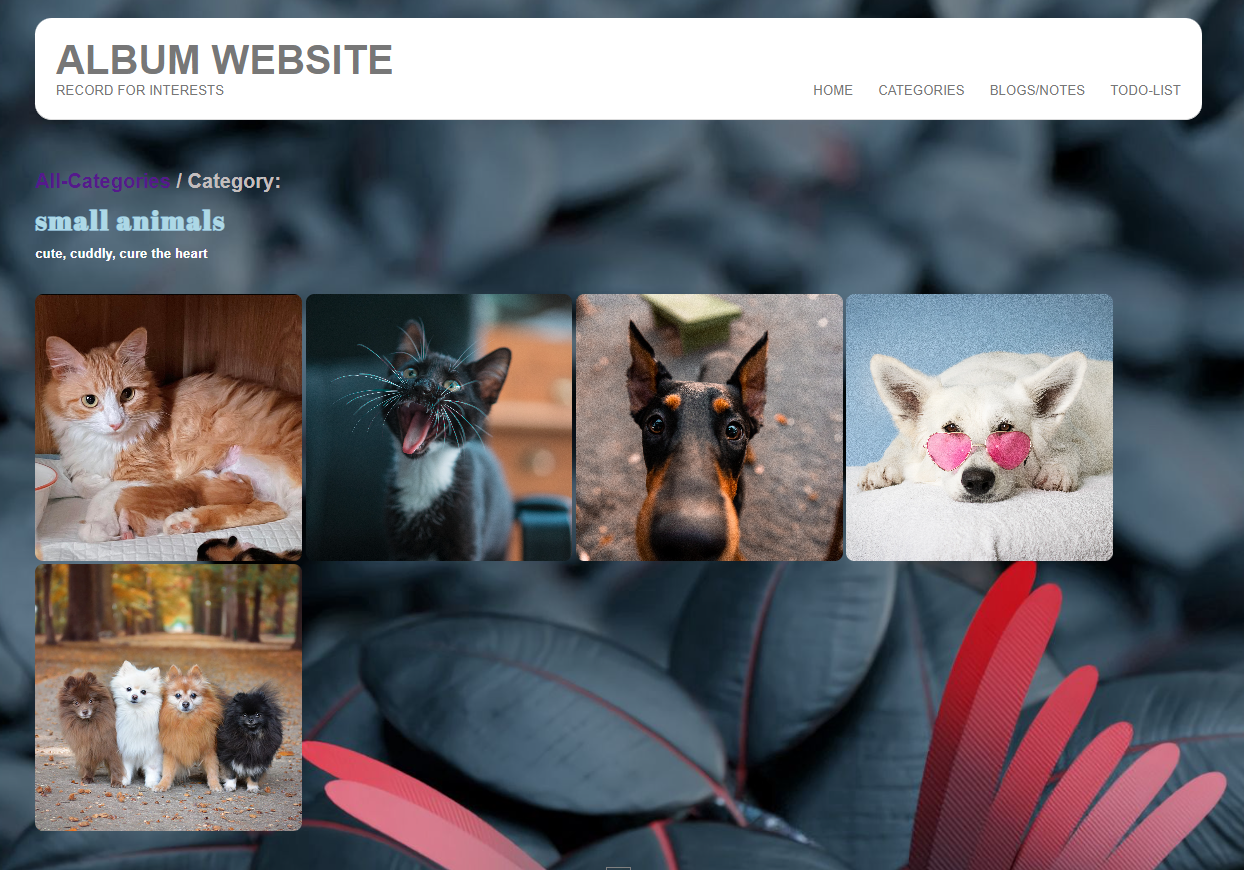 ALBUM WEBSITE
RECORD FOR INTERESTS
HOME CATEGORIES BLOGS/NOTES TODO-LIST
All-Categories / Category:
small animals
cute, cuddly, cure the heart